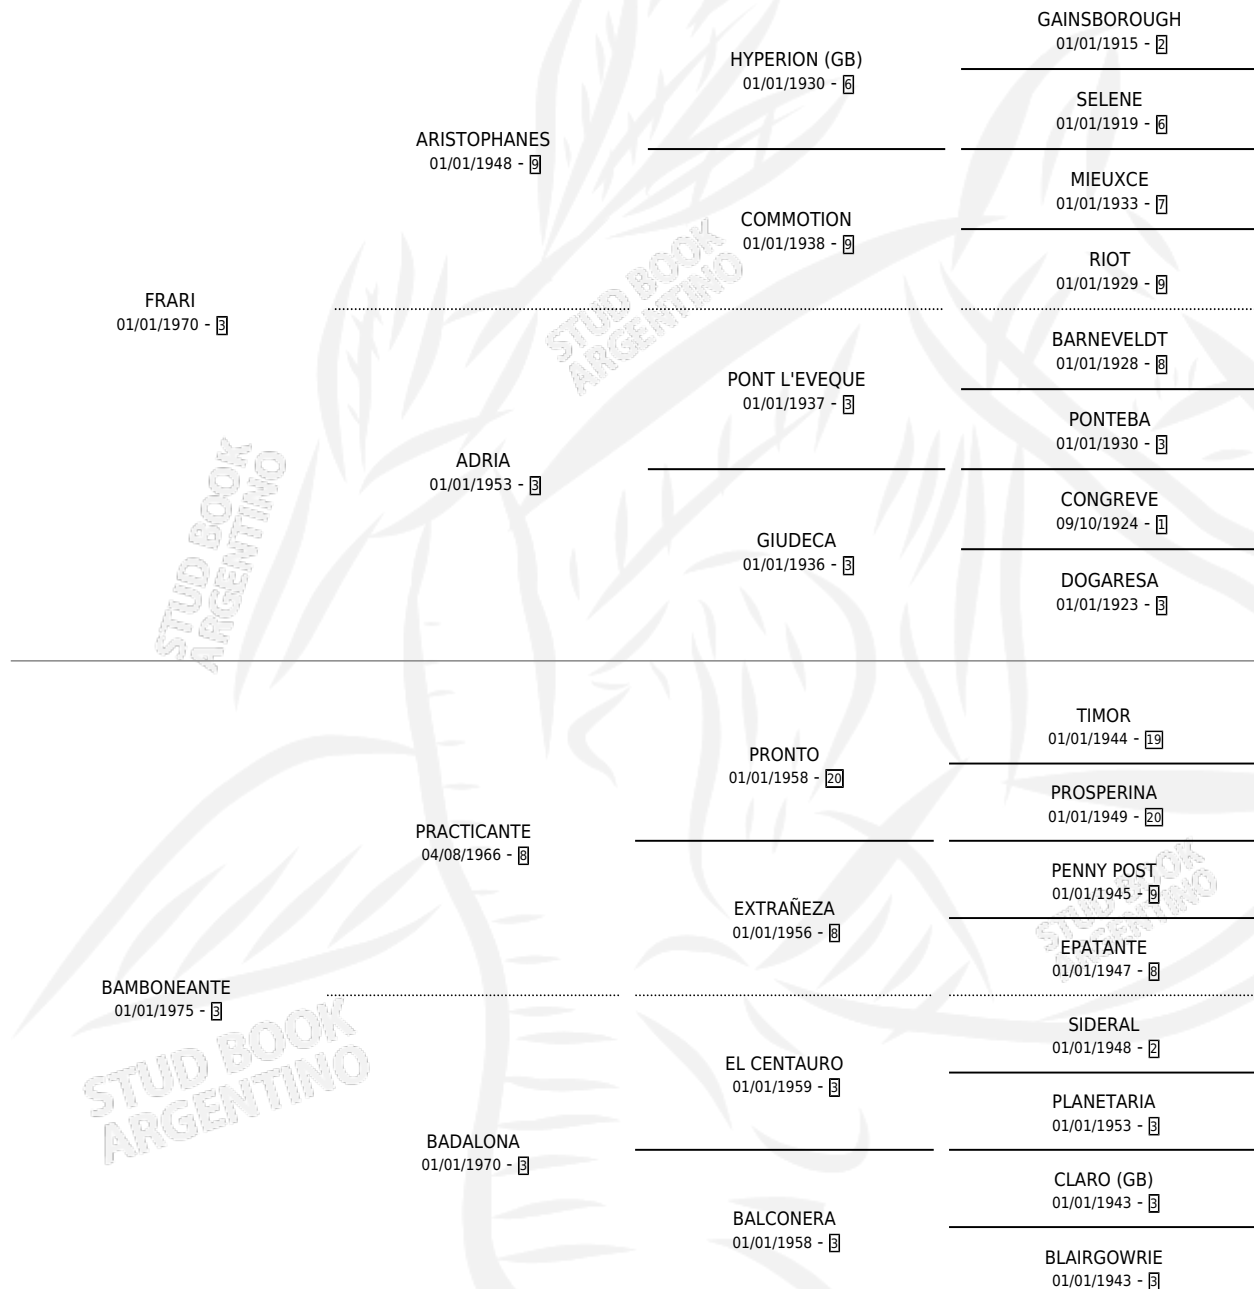 GAINSBOROUGH
01/01/1915 - 2
HYPERION (GB)
01/01/1930 - 6
SELENE
01/01/1919 - 6
ARISTOPHANES
01/01/1948 - 9
MIEUXCE
01/01/1933 - 7
COMMOTION
01/01/1938 - 9
RIOT
01/01/1929 - 9
FRARI
01/01/1970 - 3
BARNEVELDT
01/01/1928 - 8
PONT L'EVEQUE
01/01/1937 - 3
PONTEBA
01/01/1930 - 3
ADRIA
01/01/1953 - 3
CONGREVE
09/10/1924 - 1
GIUDECA
01/01/1936 - 3
DOGARESA
01/01/1923 - 3
TIMOR
01/01/1944 - 19
PRONTO
01/01/1958 - 20
PROSPERINA
01/01/1949 - 20
PRACTICANTE
04/08/1966 - 8
PENNY POST
01/01/1945 - 9
EXTRAÑEZA
01/01/1956 - 8
EPATANTE
01/01/1947 - 8
BAMBONEANTE
01/01/1975 - 3
SIDERAL
01/01/1948 - 2
EL CENTAURO
01/01/1959 - 3
PLANETARIA
01/01/1953 - 3
BADALONA
01/01/1970 - 3
CLARO (GB)
01/01/1943 - 3
BALCONERA
01/01/1958 - 3
BLAIRGOWRIE
01/01/1943 - 3
STUD BOOK
ARGENTINO
STUD BOOK
ARGENTINO
STUD BOOK
ARGENTINO
STUD BOOK
ARGENTINO